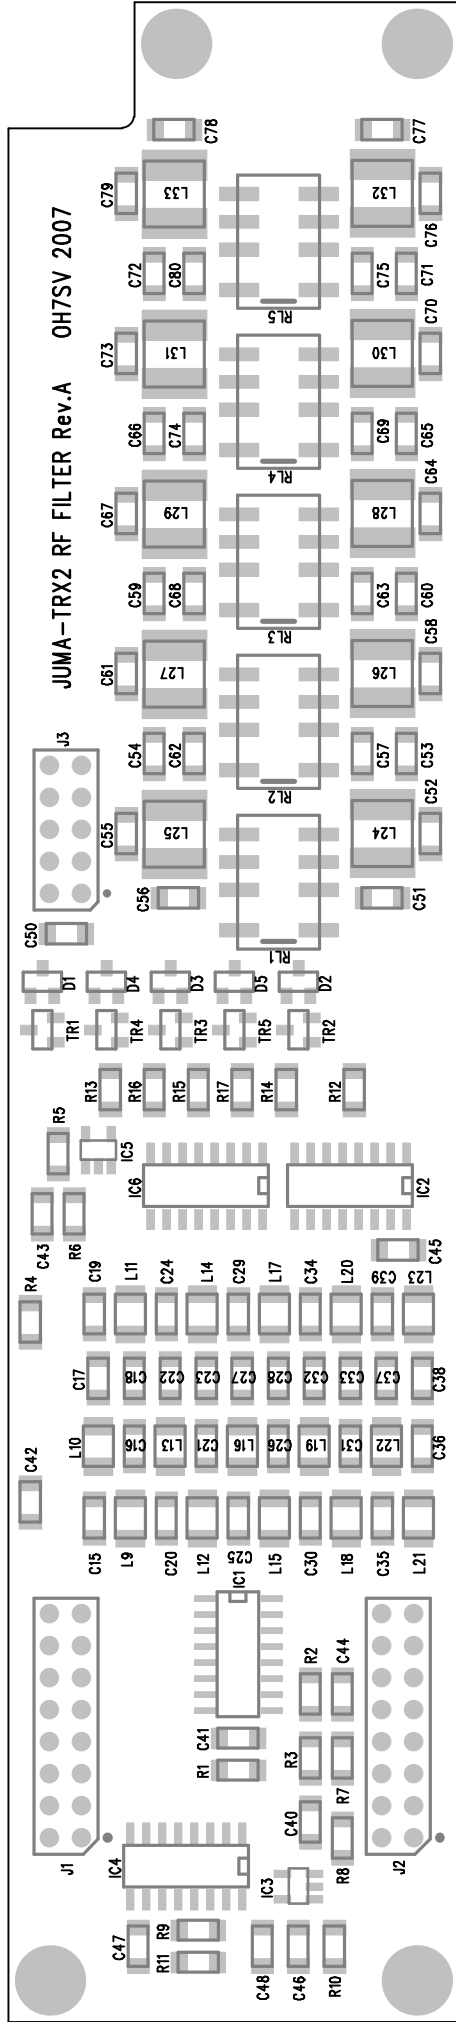 C78
C77
C79
L33
L32
C76
JUMA-TRX2 RF FILTER Rev.A OH7SV 2007
C72
C80
C75
C71
RL5
C70
C73
L31
L30
C66
C74
C69
C65
RL4
C64
C67
L29
L28
C59
C68
C63
C60
RL3
C58
C61
L27
L26
J3
C54
C62
C57
C53
RL2
C52
C55
L25
L24
C56
C51
C50
RL1
D1
D4
D3
D5
D2
TR1
TR4
TR3
TR5
TR2
R13
R16
R15
R17
R14
R12
R5
IC5
IC6
IC2
C43
R6
C45
R4
C19
L11
C24
L14
C29
L17
C34
L20
C39
L23
C17
C18
C22
C23
C27
C28
C32
C33
C37
C38
L10
C16
L13
C21
L16
C26
L19
C31
L22
C36
C42
C15
L9
C20
L12
C25
L15
C30
L18
C35
L21
IC1
R2
C44
C41
R1
R3
R7
C40
R8
J1
IC4
IC3
J2
C47
R9
R11
C48
C46
R10